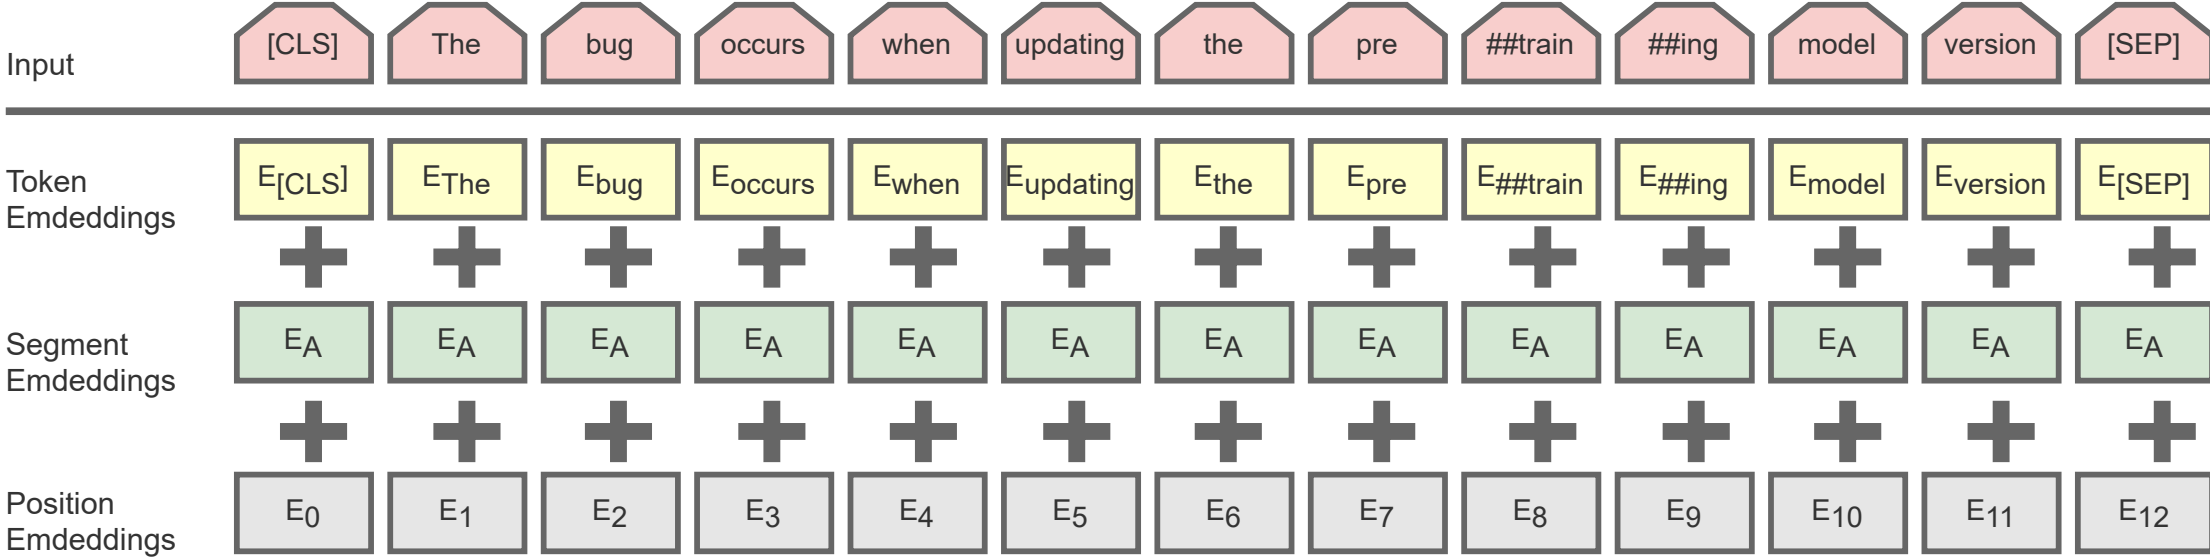 Input [CLS] The bug occurs when updating the pre ##train ##ing model version [SEP]
Token
Emdeddings
E[CLS] EThe Ebug Eoccurs Ewhen Eupdating Ethe Epre E##train E##ing Emodel Eversion E[SEP]
Segment
Emdeddings
EA EA EA EA EA EA EA EA EA EA EA EA EA
Position
Emdeddings
E0 E1 E2 E3 E4 E5 E6 E7 E8 E9 E10 E11 E12